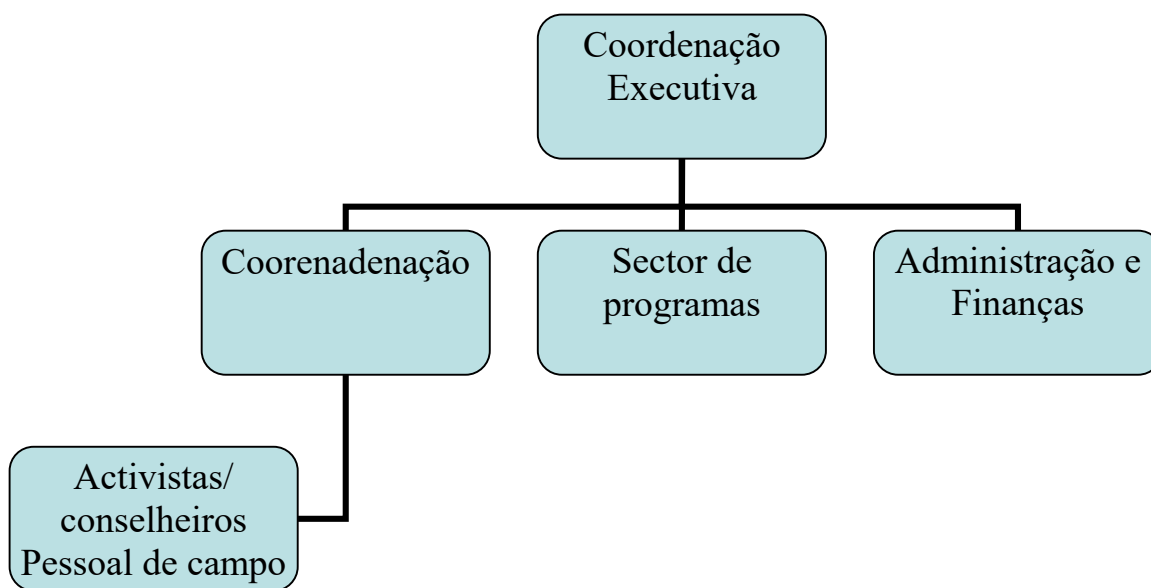 Coordenação
Executiva
Coorenadenação
Sector de
programas
Administração e
Finanças
Activistas/
conselheiros
Pessoal de campo